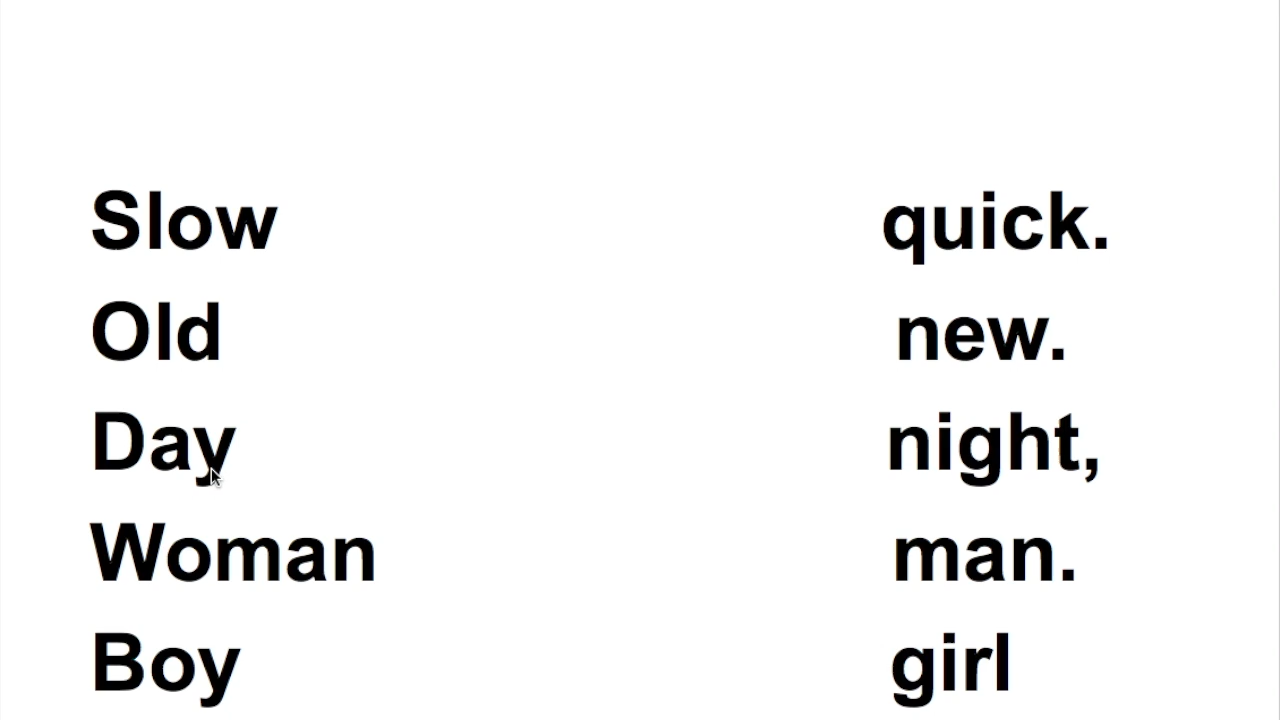 Slow quick.
Old new.
Day night,
Woman man.
Boy girl